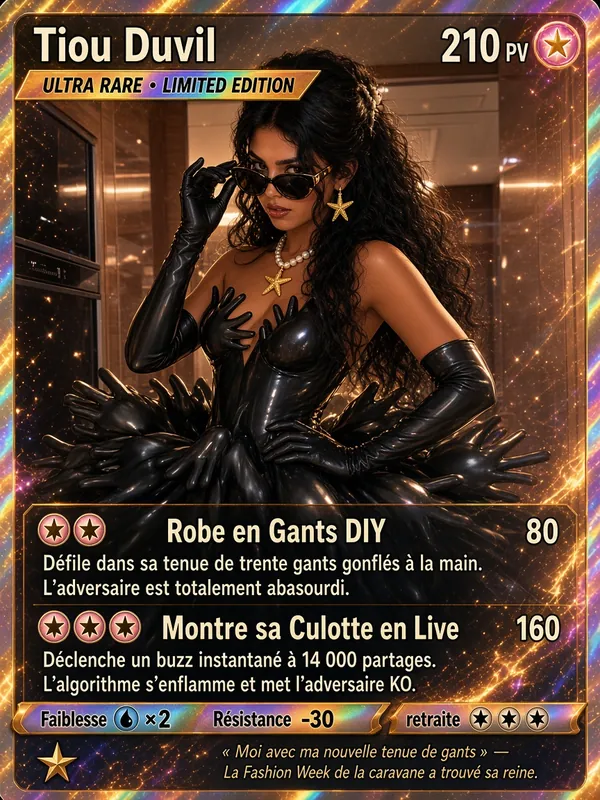 Tiou Duvil
210 PV
ULTRA RARE • LIMITED EDITION
Robe en Gants DIY 80
Défile dans sa tenue de trente gants gonflés à la main.
L'adversaire est totalement abasourdi.
Montre sa Culotte en Live 160
Déclenche un buzz instantané à 14 000 partages.
L'algorithme s'enflamme et met l'adversaire KO.
Faiblesse ×2 Résistance -30 retraite
« Moi avec ma nouvelle tenue de gants » —
La Fashion Week de la caravane a trouvé sa reine.